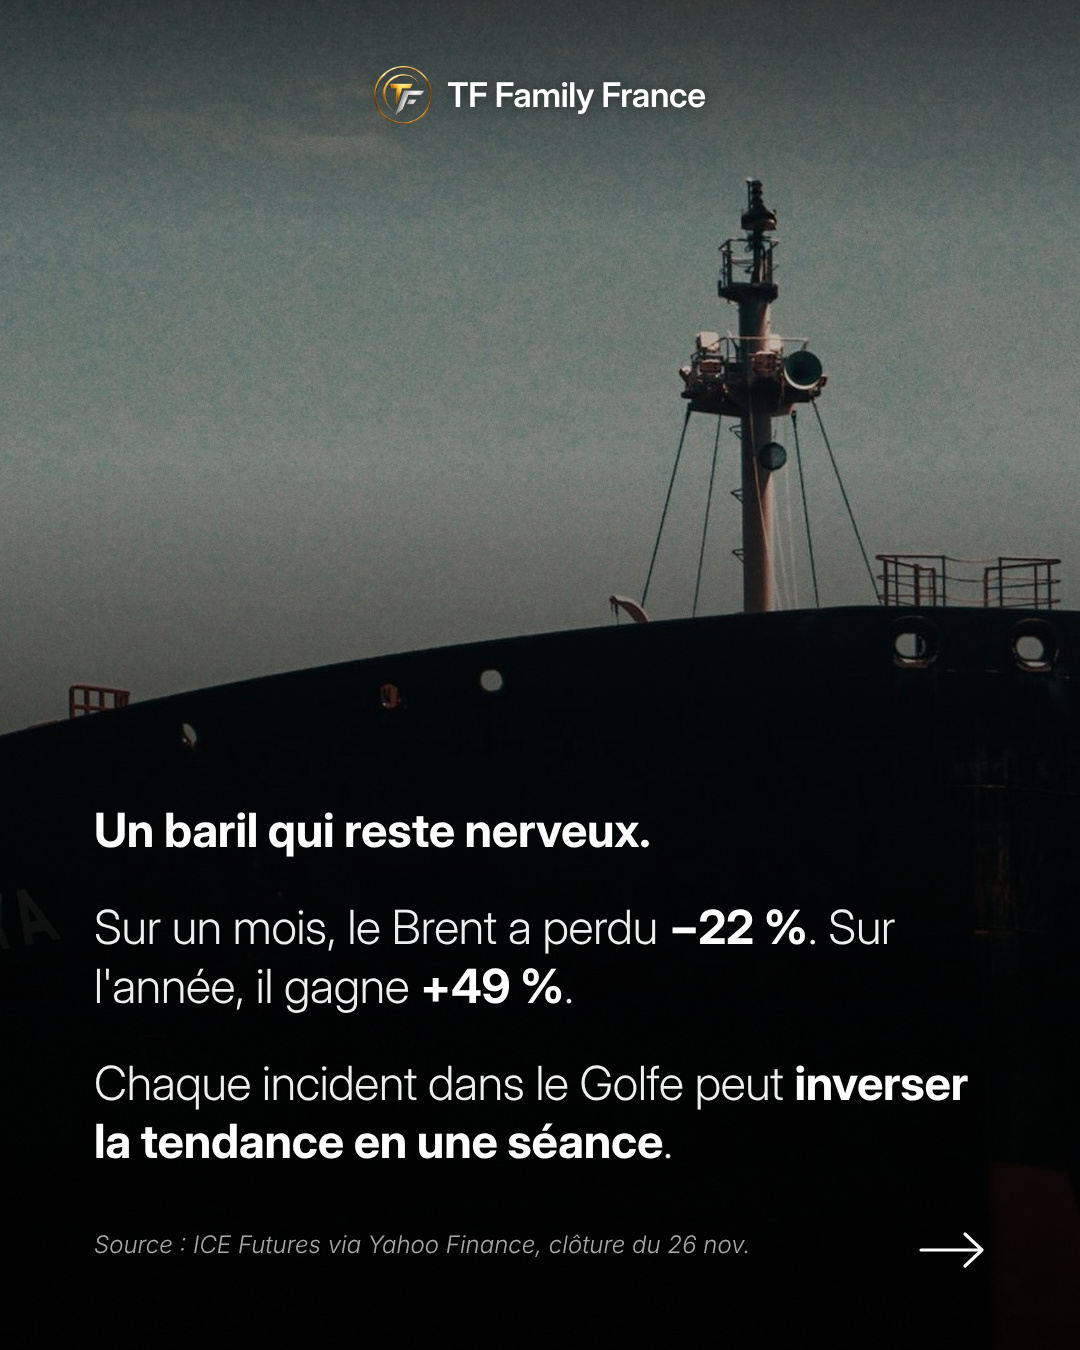 TF Family France
Un baril qui reste nerveux.
Sur un mois, le Brent a perdu −22 %. Sur
l'année, il gagne +49 %.
Chaque incident dans le Golfe peut inverser
la tendance en une séance.
Source : ICE Futures via Yahoo Finance, clôture du 26 nov.